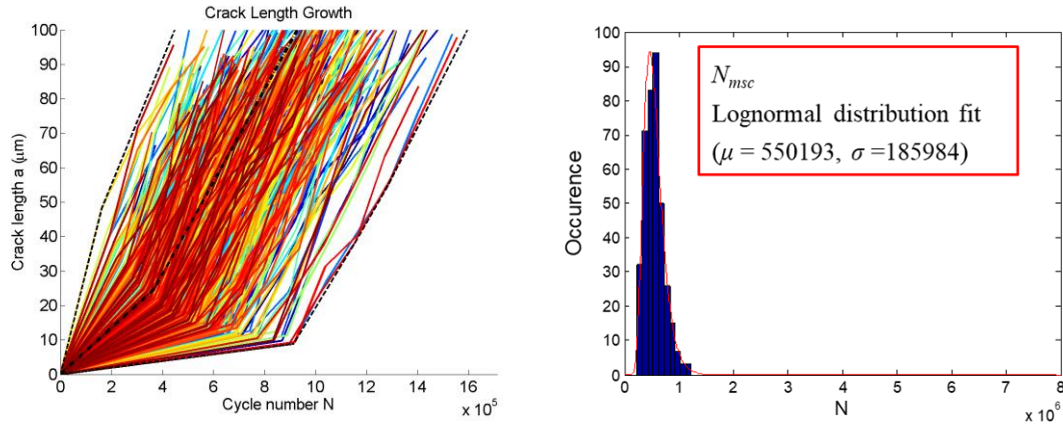 Crack Length Growth
Crack length a (μm)
100
90
80
70
60
50
40
30
20
10
0
0 2 4 6 8 10 12 14 16
Cycle number N
x 10^5
Occurence
100
90
80
70
60
50
40
30
20
10
0
N_msc
Lognormal distribution fit
(μ = 550193, σ =185984)
0 1 2 3 4 5 6 7 8
N
x 10^6